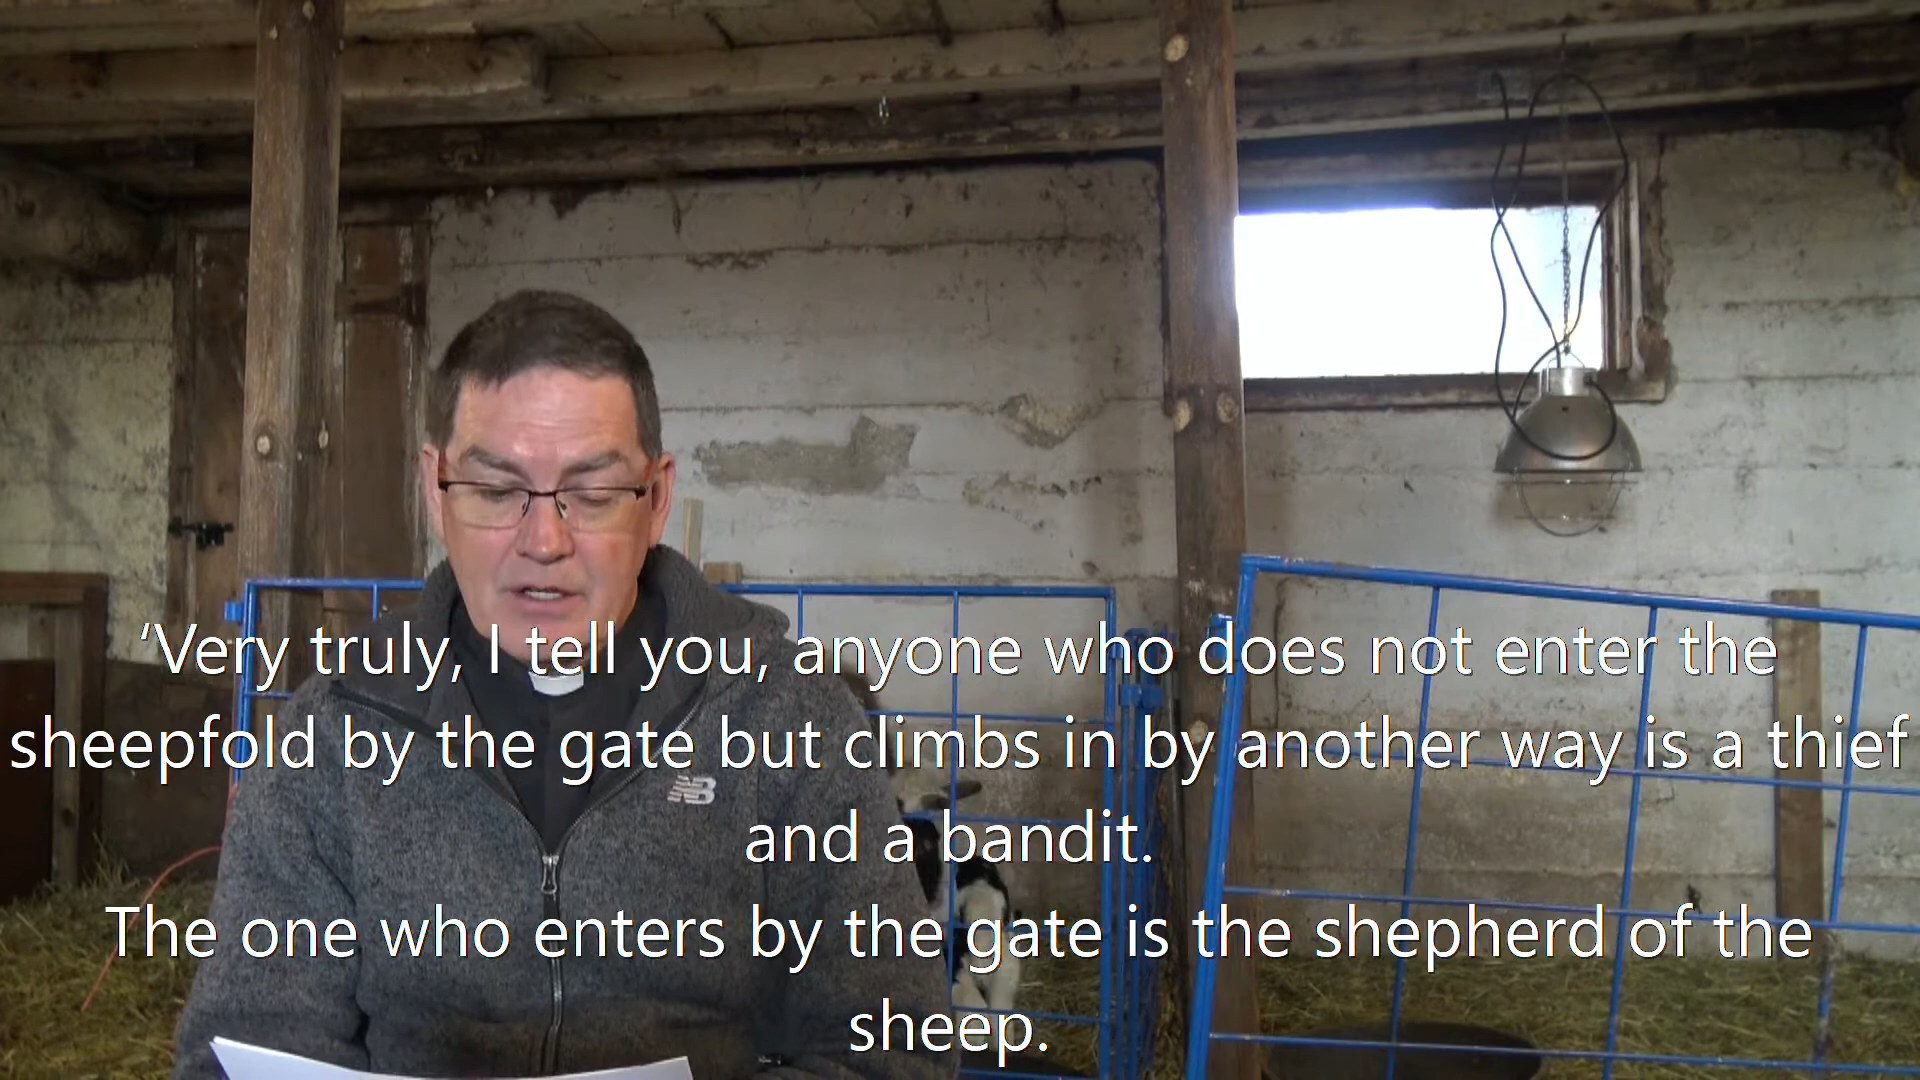 ‘Very truly, I tell you, anyone who does not enter the
sheepfold by the gate but climbs in by another way is a thief
and a bandit.
The one who enters by the gate is the shepherd of the
sheep.
NB